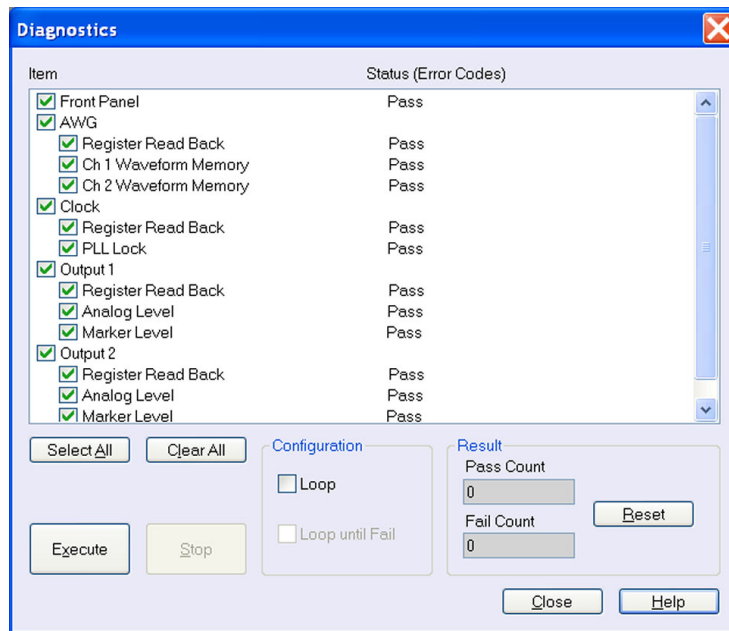 Diagnostics
Item Status (Error Codes)
Front Panel Pass
AWG
Register Read Back Pass
Ch 1 Waveform Memory Pass
Ch 2 Waveform Memory Pass
Clock
Register Read Back Pass
PLL Lock Pass
Output 1
Register Read Back Pass
Analog Level Pass
Marker Level Pass
Output 2
Register Read Back Pass
Analog Level Pass
Marker Level Pass
Select All Clear All
Configuration
Loop
Loop until Fail
Result
Pass Count
0
Fail Count
0
Reset
Execute Stop
Close Help